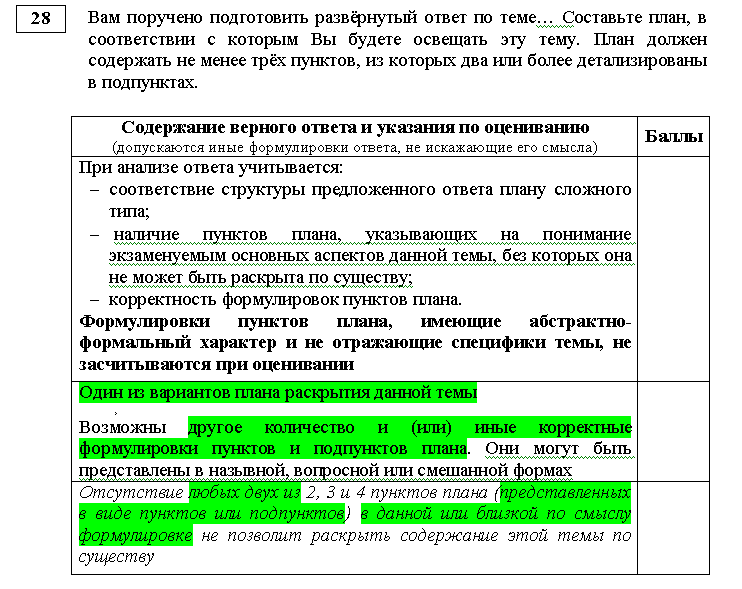 28
Вам поручено подготовить развёрнутый ответ по теме… Составьте план, в
соответствии с которым Вы будете освещать эту тему. План должен
содержать не менее трёх пунктов, из которых два или более детализированы
в подпунктах.
Содержание верного ответа и указания по оцениванию
(допускаются иные формулировки ответа, не искажающие его смысла)
Баллы
При анализе ответа учитывается:
– соответствие структуры предложенного ответа плану сложного
типа;
– наличие пунктов плана, указывающих на понимание
экзаменуемым основных аспектов данной темы, без которых она
не может быть раскрыта по существу;
– корректность формулировок пунктов плана.
Формулировки пунктов плана, имеющие абстрактно-
формальный характер и не отражающие специфики темы, не
засчитываются при оценивании
Один из вариантов плана раскрытия данной темы
Возможны другое количество и (или) иные корректные
формулировки пунктов и подпунктов плана. Они могут быть
представлены в назывной, вопросной или смешанной формах
Отсутствие любых двух из 2, 3 и 4 пунктов плана (представленных
в виде пунктов или подпунктов) в данной или близкой по смыслу
формулировке не позволит раскрыть содержание этой темы по
существу